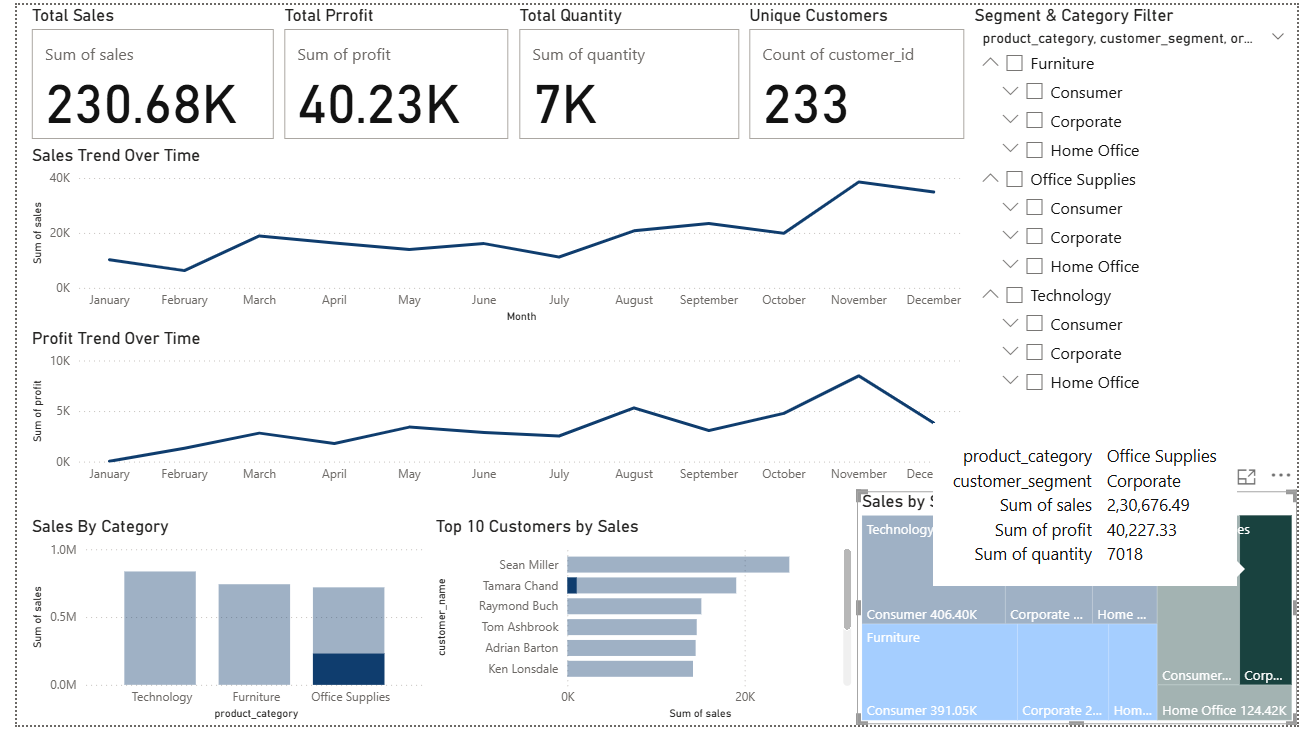 Total Sales
Total Prrofit
Total Quantity
Unique Customers
Segment & Category Filter
Sum of sales
230.68K
Sum of profit
40.23K
Sum of quantity
7K
Count of customer_id
233
product_category, customer_segment, or...
Furniture
Consumer
Corporate
Home Office
Office Supplies
Consumer
Corporate
Home Office
Technology
Consumer
Corporate
Home Office
Sales Trend Over Time
Sum of sales
40K
20K
0K
January February March April May June July August September October November December
Month
Profit Trend Over Time
Sum of profit
10K
5K
0K
January February March April May June July August September October November Dece
product_category Office Supplies
customer_segment Corporate
Sum of sales 2,30,676.49
Sum of profit 40,227.33
Sum of quantity 7018
Sales By Category
Sum of sales
1.0M
0.5M
0.0M
Technology Furniture Office Supplies
product_category
Top 10 Customers by Sales
customer_name
Sean Miller
Tamara Chand
Raymond Buch
Tom Ashbrook
Adrian Barton
Ken Lonsdale
0K 20K
Sum of sales
Sales by S
Technology
es
Consumer 406.40K
Corporate ...
Home ...
Furniture
Consumer 391.05K
Corporate 2...
Hom...
Consumer...
Corp...
Home Office 124.42K